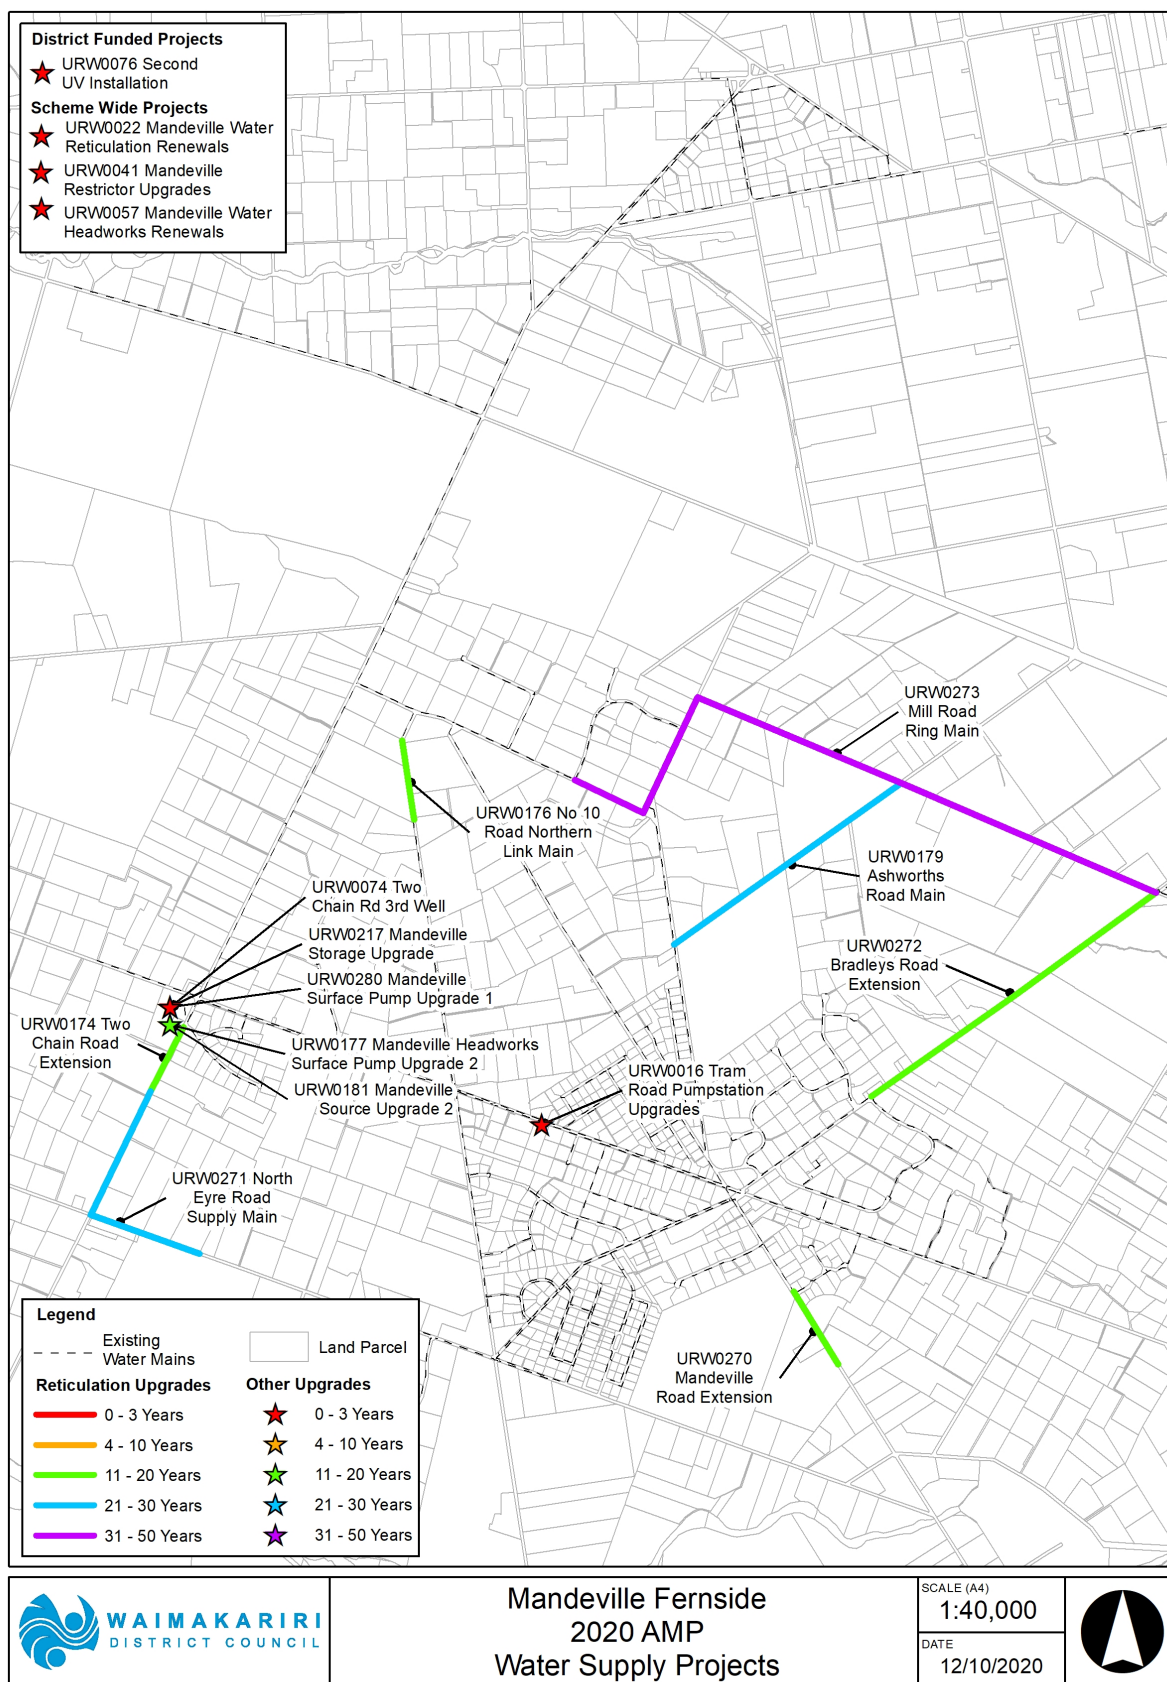 District Funded Projects
URW0076 Second
UV Installation
Scheme Wide Projects
URW0022 Mandeville Water
Reticulation Renewals
URW0041 Mandeville
Restrictor Upgrades
URW0057 Mandeville Water
Headworks Renewals
URW0273
Mill Road
Ring Main
URW0176 No 10
Road Northern
Link Main
URW0179
Ashworths
Road Main
URW0074 Two
Chain Rd 3rd Well
URW0217 Mandeville
Storage Upgrade
URW0272
Bradleys Road
Extension
URW0280 Mandeville
Surface Pump Upgrade 1
URW0174 Two
Chain Road
Extension
URW0177 Mandeville Headworks
Surface Pump Upgrade 2
URW0181 Mandeville
Source Upgrade 2
URW0016 Tram
Road Pumpstation
Upgrades
URW0271 North
Eyre Road
Supply Main
URW0270
Mandeville
Road Extension
Legend
Existing
Water Mains
Land Parcel
Reticulation Upgrades
0 - 3 Years
4 - 10 Years
11 - 20 Years
21 - 30 Years
31 - 50 Years
Other Upgrades
0 - 3 Years
4 - 10 Years
11 - 20 Years
21 - 30 Years
31 - 50 Years
WAIMAKARIRI
DISTRICT COUNCIL
Mandeville Fernside
2020 AMP
Water Supply Projects
SCALE (A4)
1:40,000
DATE
12/10/2020